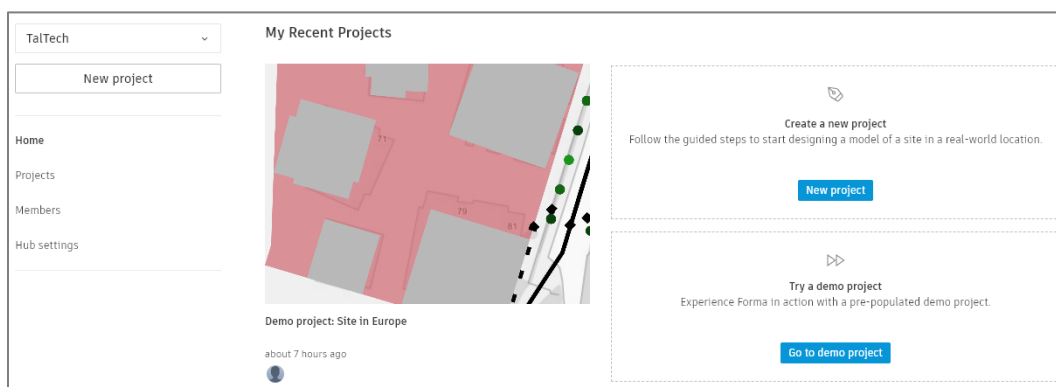 TalTech
New project
Home
Projects
Members
Hub settings
My Recent Projects
71
79
81
Demo project: Site in Europe
about 7 hours ago
Create a new project
Follow the guided steps to start designing a model of a site in a real-world location.
New project
Try a demo project
Experience Forma in action with a pre-populated demo project.
Go to demo project